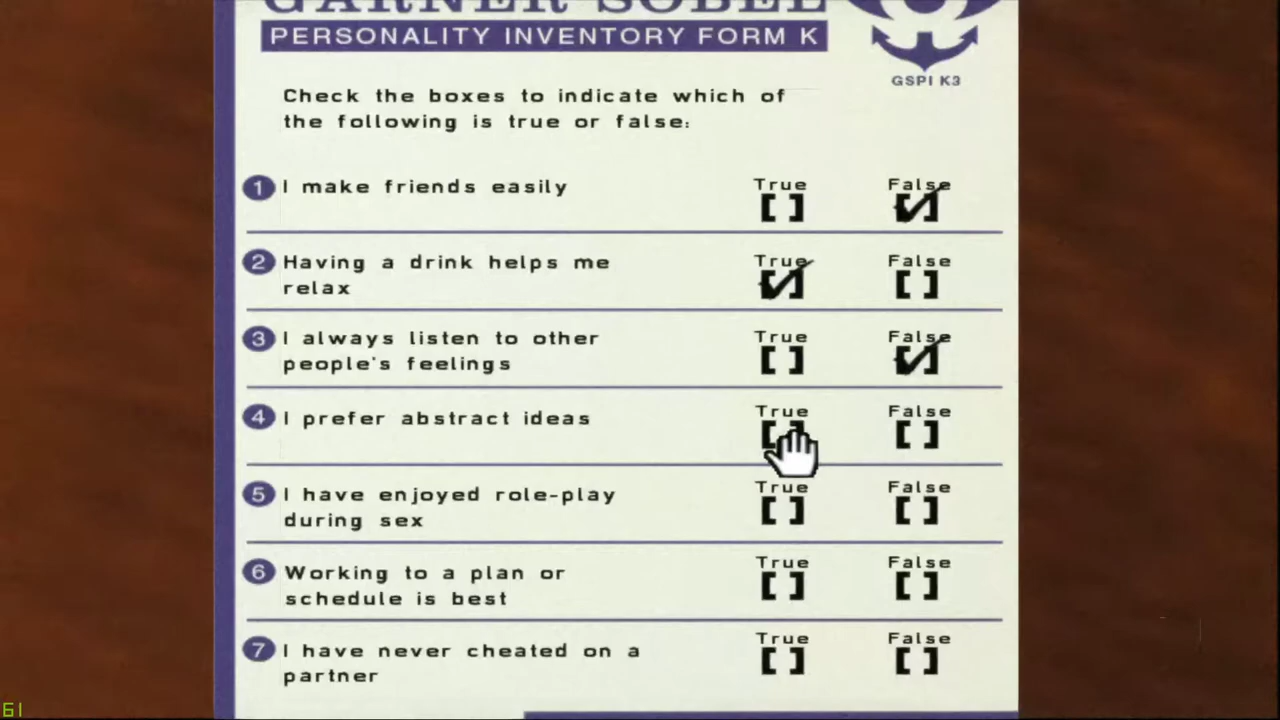 GARNER SOBEL
PERSONALITY INVENTORY FORM K
GSPI K3
Check the boxes to indicate which of
the following is true or false:
1 I make friends easily True False
[ ] [✓]
2 Having a drink helps me
relax True False
[✓] [ ]
3 I always listen to other
people's feelings True False
[ ] [✓]
4 I prefer abstract ideas True False
[ ] [ ]
5 I have enjoyed role-play
during sex True False
[ ] [ ]
6 Working to a plan or
schedule is best True False
[ ] [ ]
7 I have never cheated on a
partner True False
[ ] [ ]
61